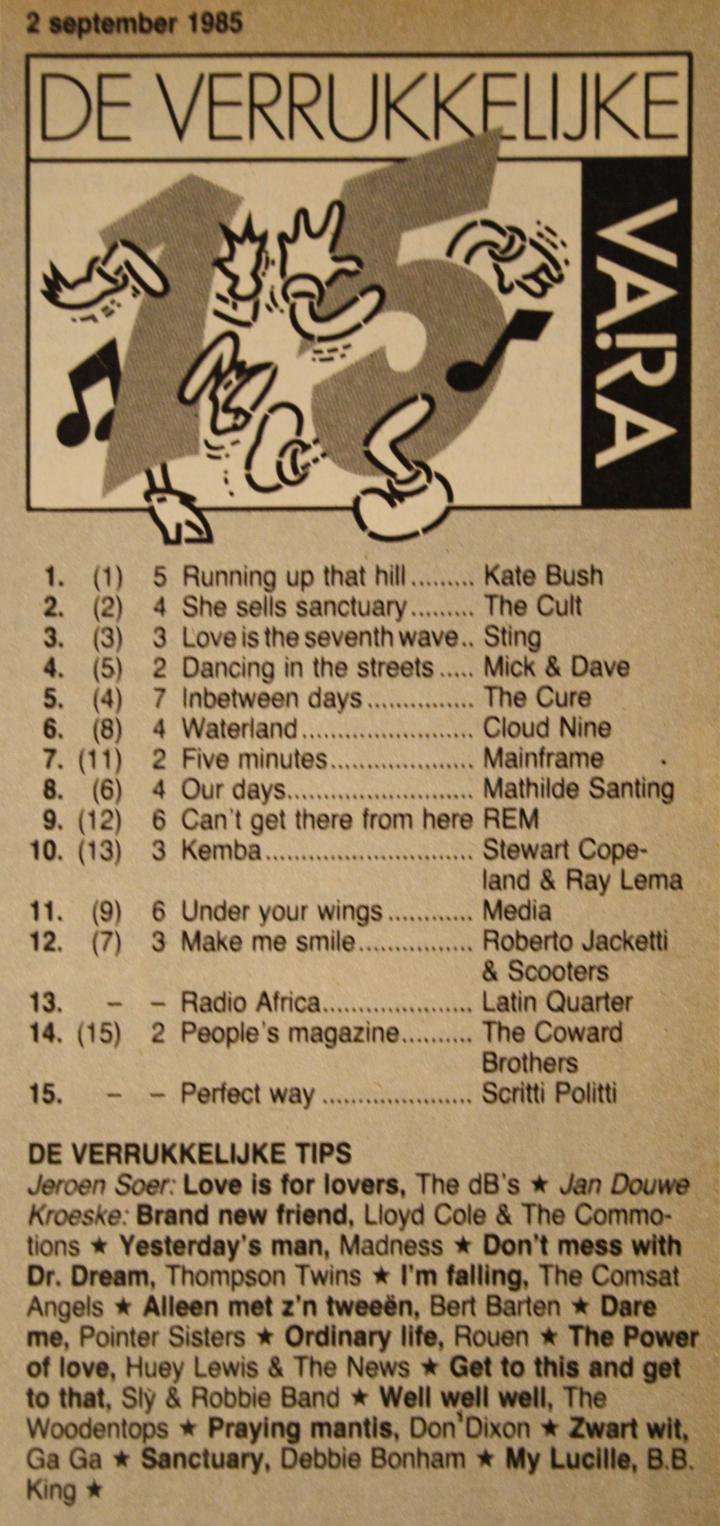 2 september 1985
DE VERRUKKELIJKE
15
VARA
1. (1) 5 Running up that hill......... Kate Bush
2. (2) 4 She sells sanctuary......... The Cult
3. (3) 3 Love is the seventh wave.. Sting
4. (5) 2 Dancing in the streets..... Mick & Dave
5. (4) 7 Inbetween days............... The Cure
6. (8) 4 Waterland........................ Cloud Nine
7. (11) 2 Five minutes.................... Mainframe
8. (6) 4 Our days.......................... Mathilde Santing
9. (12) 6 Can't get there from here REM
10. (13) 3 Kemba............................. Stewart Cope-
land & Ray Lema
11. (9) 6 Under your wings............ Media
12. (7) 3 Make me smile................ Roberto Jacketti
& Scooters
13. – – Radio Africa..................... Latin Quarter
14. (15) 2 People's magazine.......... The Coward
Brothers
15. – – Perfect way ..................... Scritti Politti
DE VERRUKKELIJKE TIPS
Jeroen Soer: Love is for lovers, The dB's ★ Jan Douwe
Kroeske: Brand new friend, Lloyd Cole & The Commo-
tions ★ Yesterday's man, Madness ★ Don't mess with
Dr. Dream, Thompson Twins ★ I'm falling, The Comsat
Angels ★ Alleen met z'n tweeën, Bert Barten ★ Dare
me, Pointer Sisters ★ Ordinary life, Rouen ★ The Power
of love, Huey Lewis & The News ★ Get to this and get
to that, Sly & Robbie Band ★ Well well well, The
Woodentops ★ Praying mantis, Don Dixon ★ Zwart wit,
Ga Ga ★ Sanctuary, Debbie Bonham ★ My Lucille, B.B.
King ★